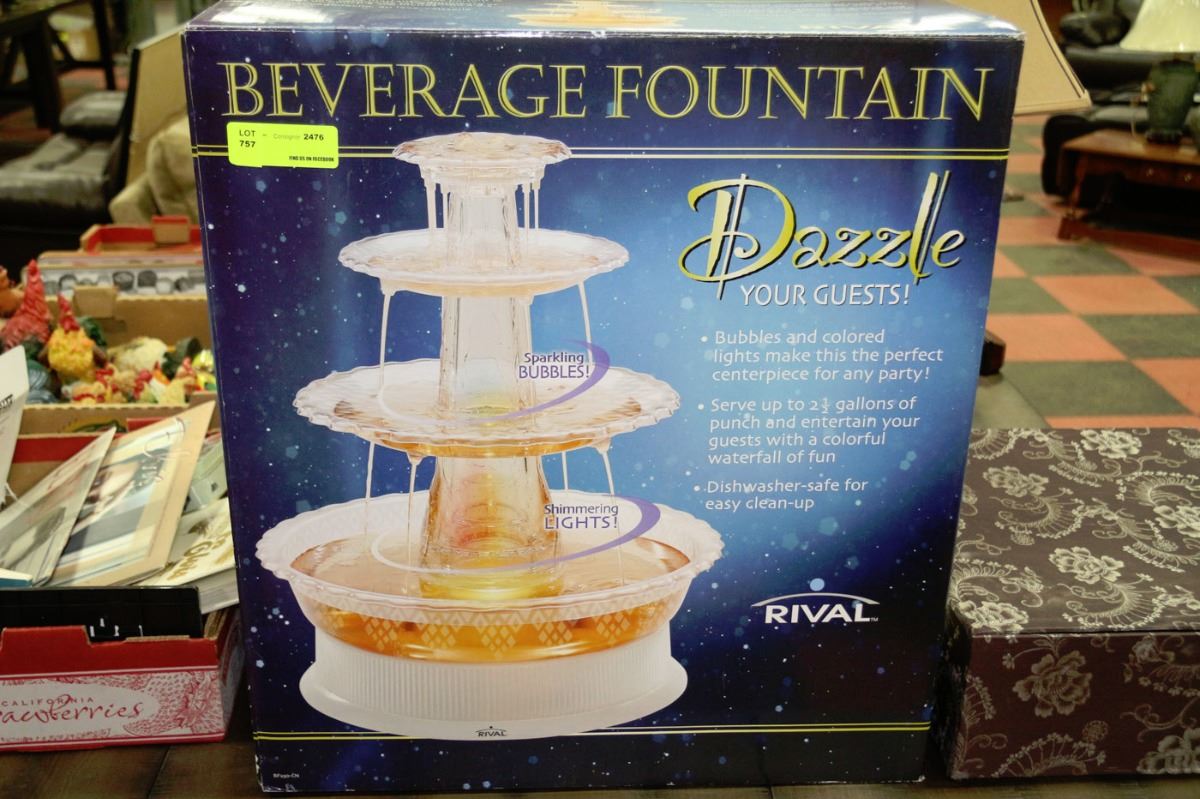 BEVERAGE FOUNTAIN
LOT - Consignor 2476
757
FIND US ON FACEBOOK
Dazzle
YOUR GUESTS!
• Bubbles and colored
lights make this the perfect
centerpiece for any party!
• Serve up to 2½ gallons of
punch and entertain your
guests with a colorful
waterfall of fun
• Dishwasher-safe for
easy clean-up
Sparkling
BUBBLES!
Shimmering
LIGHTS!
RIVAL™
RIVAL
CALIFORNIA